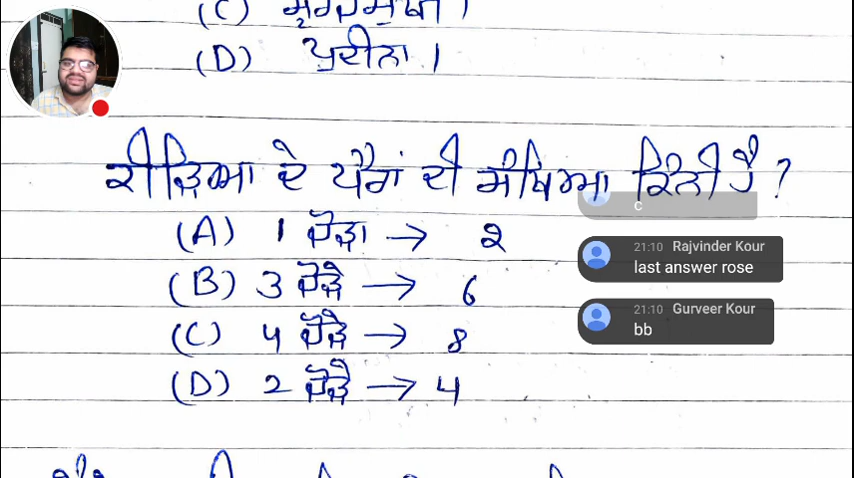 (C) ਸੂਰਜਮੁਖੀ ।
(D) ਪੁਦੀਨਾ ।
ਕੀੜਿਆ ਦੇ ਪੈਰਾਂ ਦੀ ਸੰਖਿਆ ਕਿੰਨੀ ਹੈ ?
(A) 1 ਜੋੜਾ → 2
(B) 3 ਜੋੜੇ → 6
(C) 4 ਜੋੜੇ → 8
(D) 2 ਜੋੜੇ → 4
c
21:10 Rajvinder Kour
last answer rose
21:10 Gurveer Kour
bb